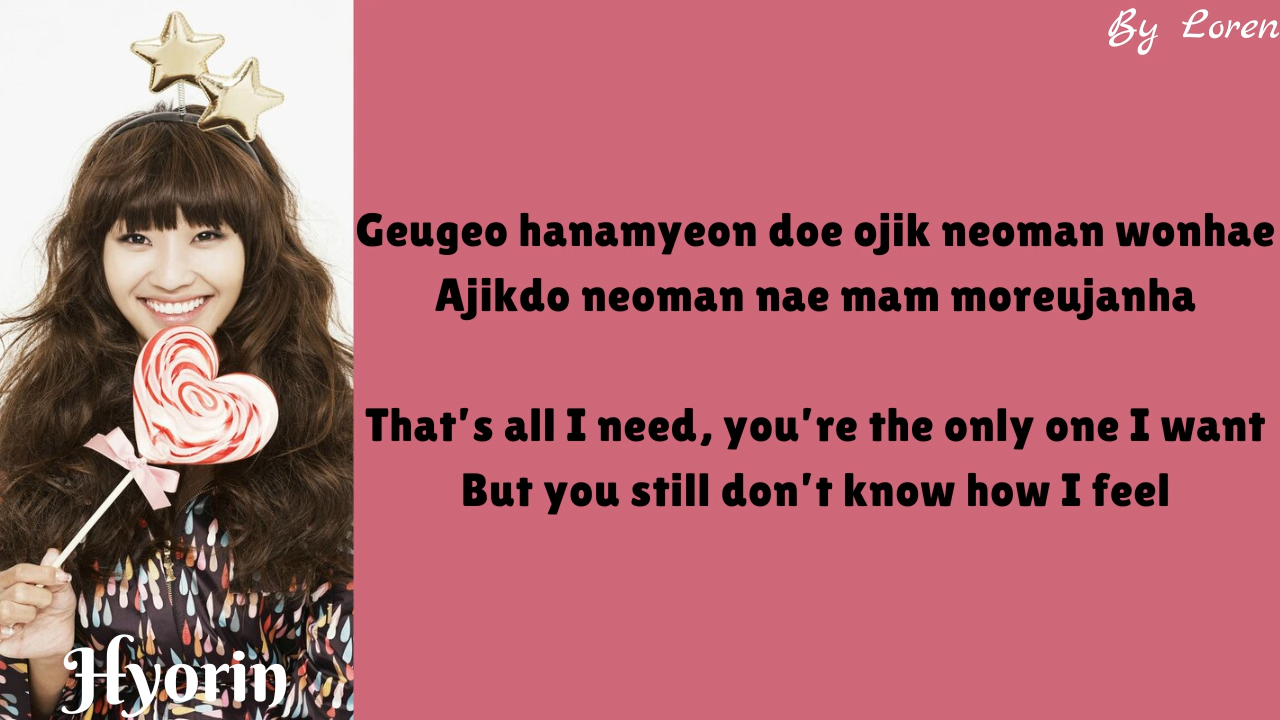 By Loren
Geugeo hanamyeon doe ojik neoman wonhae
Ajikdo neoman nae mam moreujanha
That's all I need, you're the only one I want
But you still don't know how I feel
Hyorin